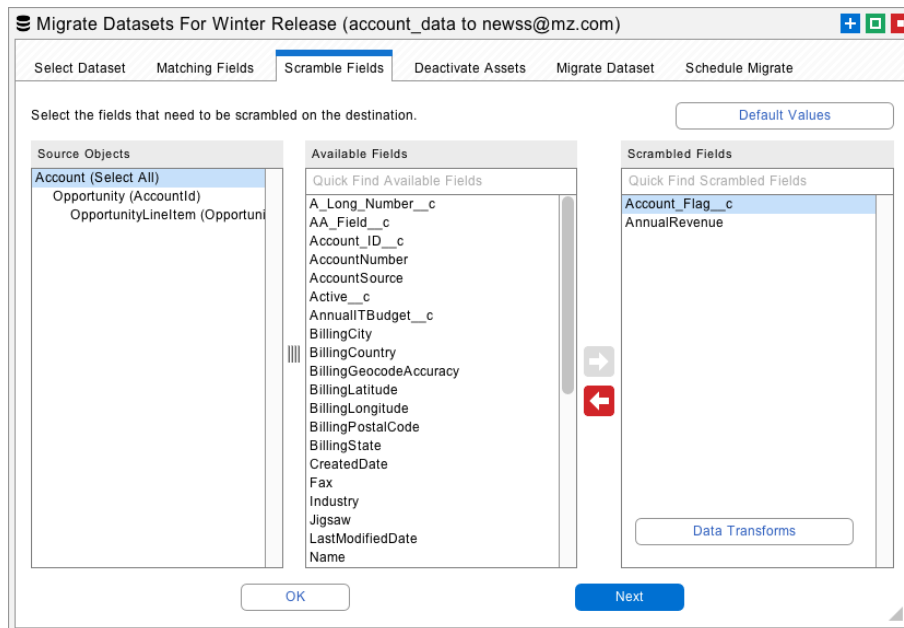 Migrate Datasets For Winter Release (account_data to newss@mz.com)
Select Dataset Matching Fields Scramble Fields Deactivate Assets Migrate Dataset Schedule Migrate
Select the fields that need to be scrambled on the destination.
Default Values
Source Objects
Account (Select All)
Opportunity (AccountId)
OpportunityLineItem (Opportuni
Available Fields
Quick Find Available Fields
A_Long_Number__c
AA_Field__c
Account_ID__c
AccountNumber
AccountSource
Active__c
AnnualITBudget__c
BillingCity
BillingCountry
BillingGeocodeAccuracy
BillingLatitude
BillingLongitude
BillingPostalCode
BillingState
CreatedDate
Fax
Industry
Jigsaw
LastModifiedDate
Name
Scrambled Fields
Quick Find Scrambled Fields
Account_Flag__c
AnnualRevenue
Data Transforms
OK
Next